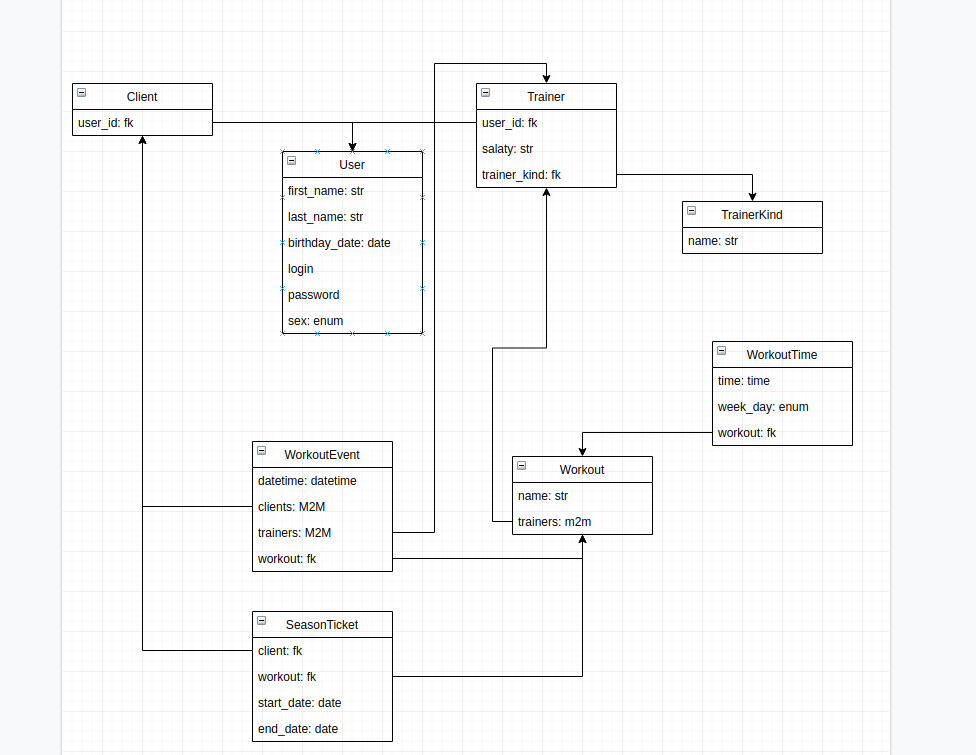 Client
user_id: fk
Trainer
user_id: fk
salaty: str
trainer_kind: fk
User
first_name: str
last_name: str
birthday_date: date
login
password
sex: enum
TrainerKind
name: str
WorkoutTime
time: time
week_day: enum
workout: fk
WorkoutEvent
datetime: datetime
clients: M2M
trainers: M2M
workout: fk
Workout
name: str
trainers: m2m
SeasonTicket
client: fk
workout: fk
start_date: date
end_date: date